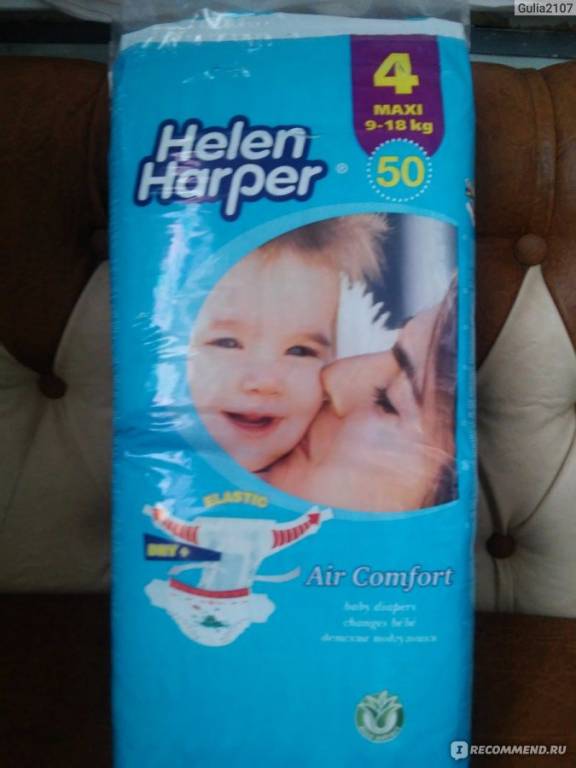 Gulia2107
4
MAXI
9-18 kg
50
Helen
Harper ®
ELASTIC
DRY +
Air Comfort
baby diapers
changes bébé
детские подгузники
I RECOMMEND.RU